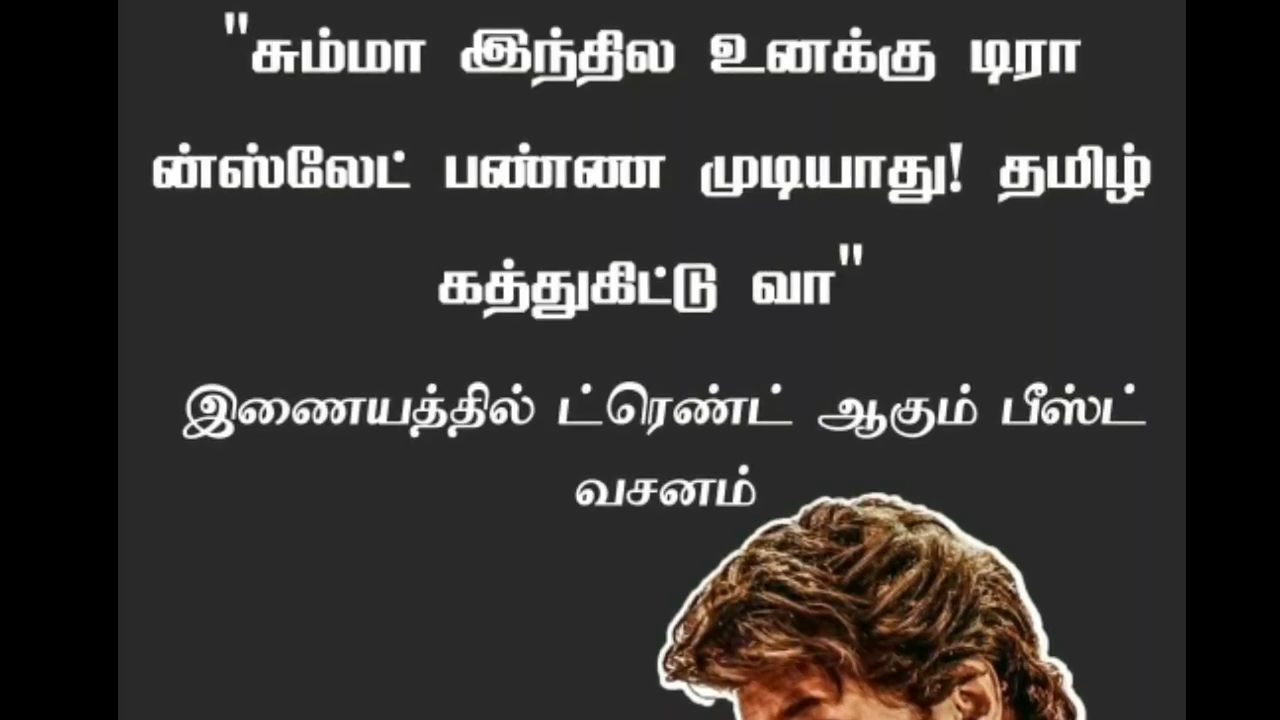 "சும்மா இந்தில உனக்கு டிரா
ன்ஸ்லேட் பண்ண முடியாது! தமிழ்
கத்துகிட்டு வா"
இணையத்தில் ட்ரெண்ட் ஆகும் பீஸ்ட்
வசனம்